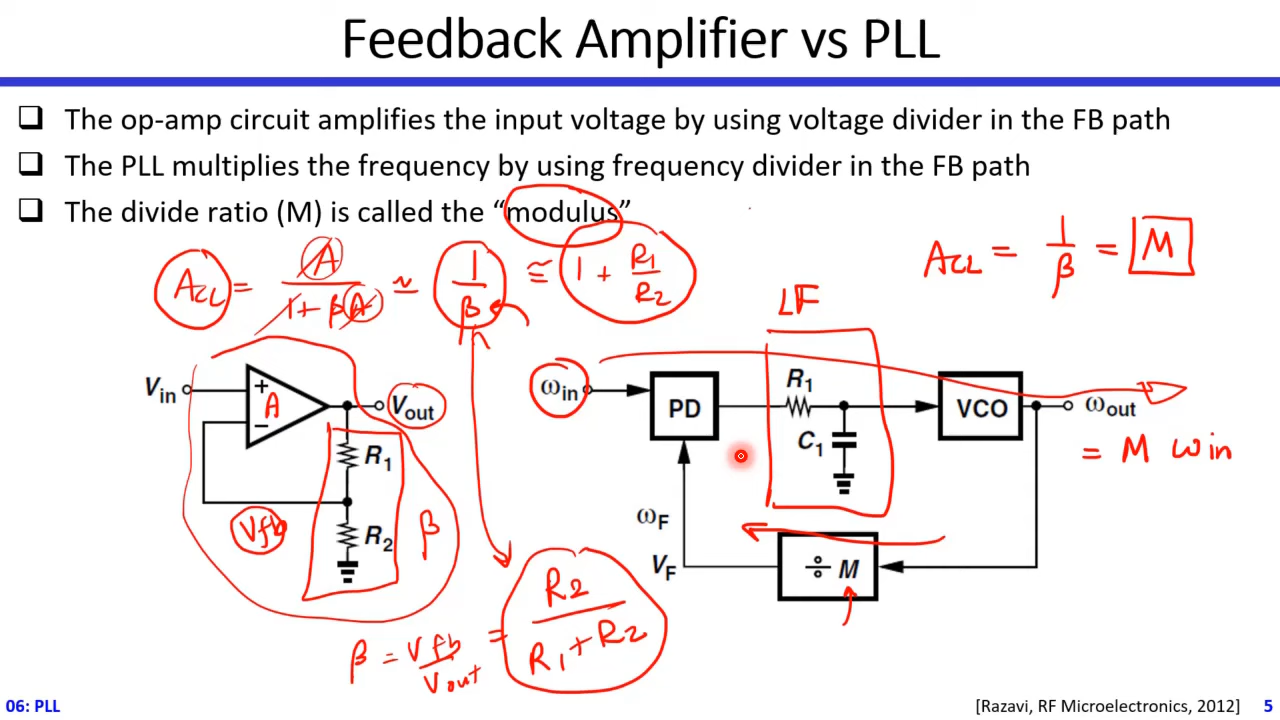 Feedback Amplifier vs PLL
❑ The op-amp circuit amplifies the input voltage by using voltage divider in the FB path
❑ The PLL multiplies the frequency by using frequency divider in the FB path
❑ The divide ratio (M) is called the “modulus”
A_CL = A / (1 + βA) ≃ 1/β ≅ 1 + R1/R2
A_CL = 1/β = M
LF
Vin
+
−
A
Vout
R1
R2
Vfb
β
β = Vfb/Vout = R2/(R1 + R2)
ωin
PD
R1
C1
VCO
ωout
= M ωin
ωF
VF
÷ M
06: PLL
[Razavi, RF Microelectronics, 2012]
5